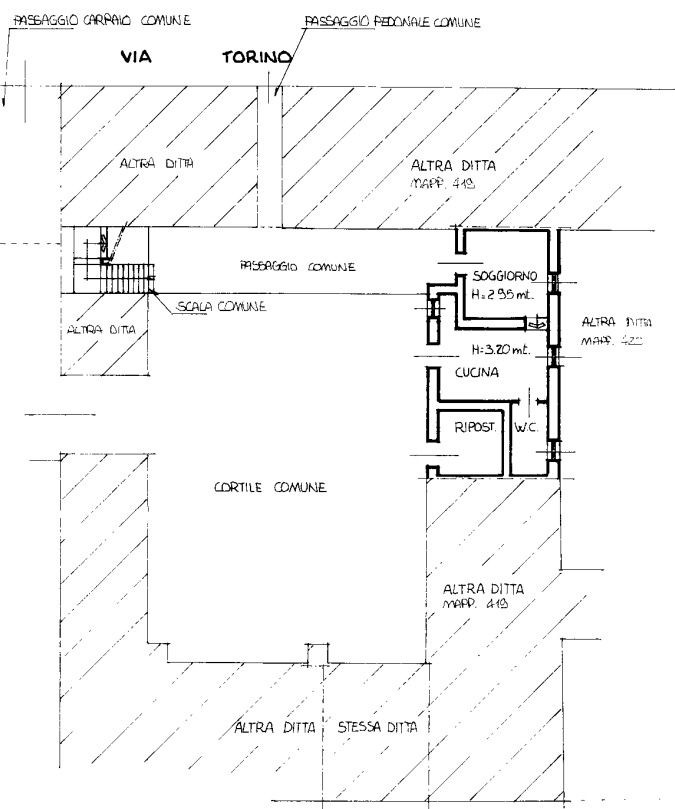 PASSAGGIO CARRAIO COMUNE
PASSAGGIO PEDONALE COMUNE
VIA TORINO
ALTRA DITTA
ALTRA DITTA
MAPP. 419
PASSAGGIO COMUNE
SOGGIORNO
H=2.95 mt.
SCALA COMUNE
ALTRA DITTA
ALTRA DITTA
MAPP.
H=3.20 mt.
CUCINA
RIPOST.
W.C.
CORTILE COMUNE
ALTRA DITTA
MAPP. 419
ALTRA DITTA
STESSA DITTA